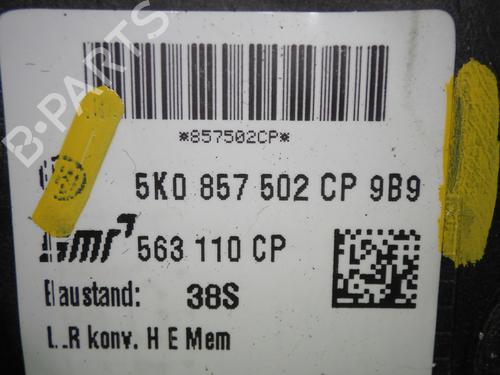 B-PARTS
*857502CP*
5K0 857 502 CP 9B9
563 110 CP
Baustand: 38S
L.R konv. H E Mem